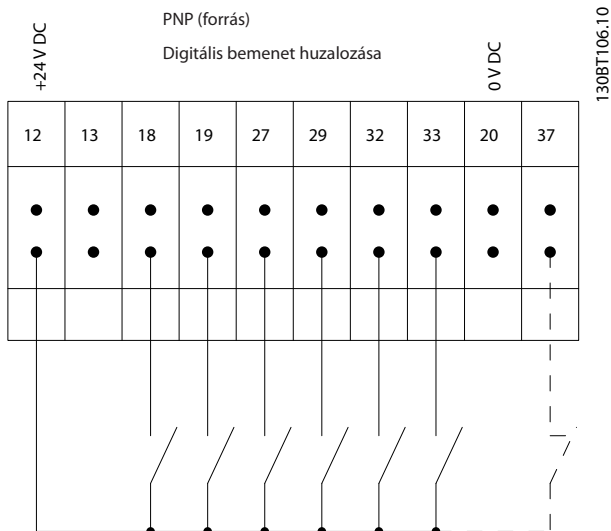 PNP (forrás)
Digitális bemenet huzalozása
+24 V DC
0 V DC
130BT106.10
12 13 18 19 27 29 32 33 20 37